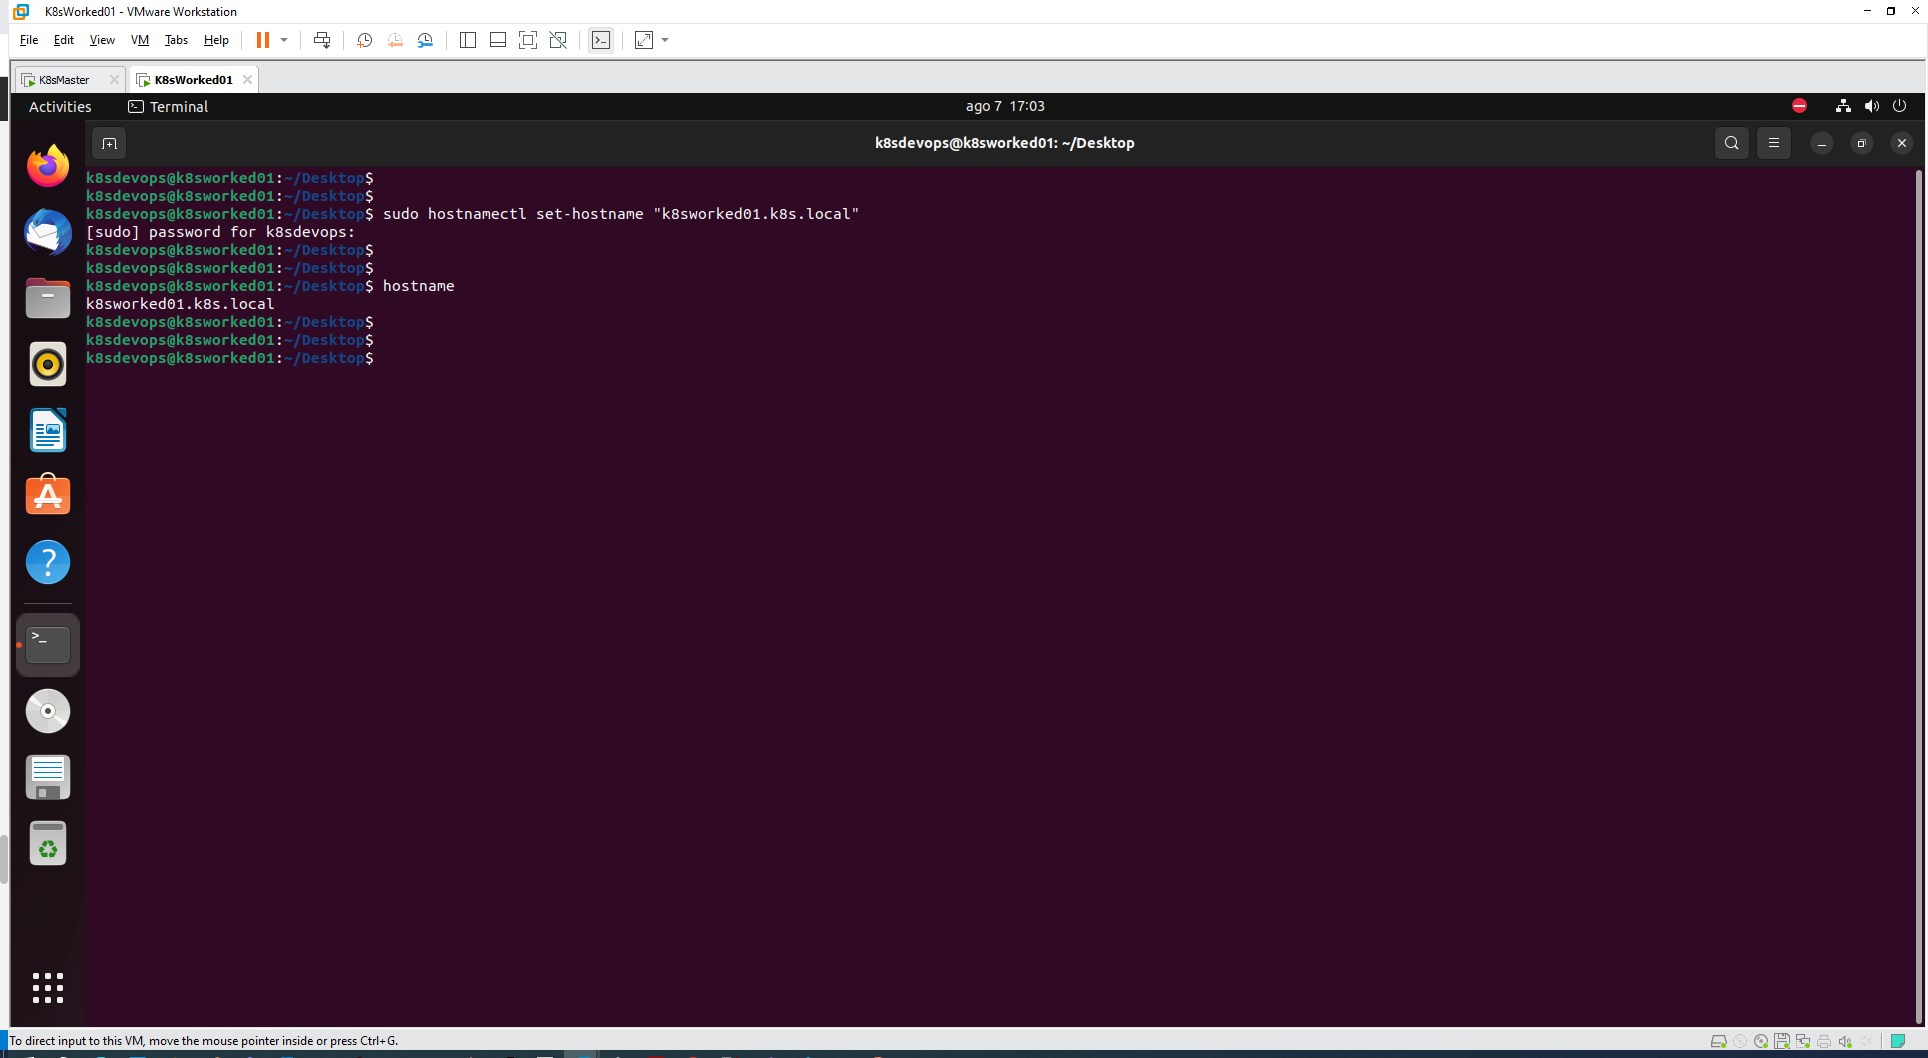 K8sWorked01 - VMware Workstation
File Edit View VM Tabs Help
K8sMaster K8sWorked01
Activities Terminal ago 7 17:03
k8sdevops@k8sworked01: ~/Desktop
k8sdevops@k8sworked01:~/Desktop$
k8sdevops@k8sworked01:~/Desktop$
k8sdevops@k8sworked01:~/Desktop$ sudo hostnamectl set-hostname "k8sworked01.k8s.local"
[sudo] password for k8sdevops:
k8sdevops@k8sworked01:~/Desktop$
k8sdevops@k8sworked01:~/Desktop$
k8sdevops@k8sworked01:~/Desktop$ hostname
k8sworked01.k8s.local
k8sdevops@k8sworked01:~/Desktop$
k8sdevops@k8sworked01:~/Desktop$
k8sdevops@k8sworked01:~/Desktop$
To direct input to this VM, move the mouse pointer inside or press Ctrl+G.